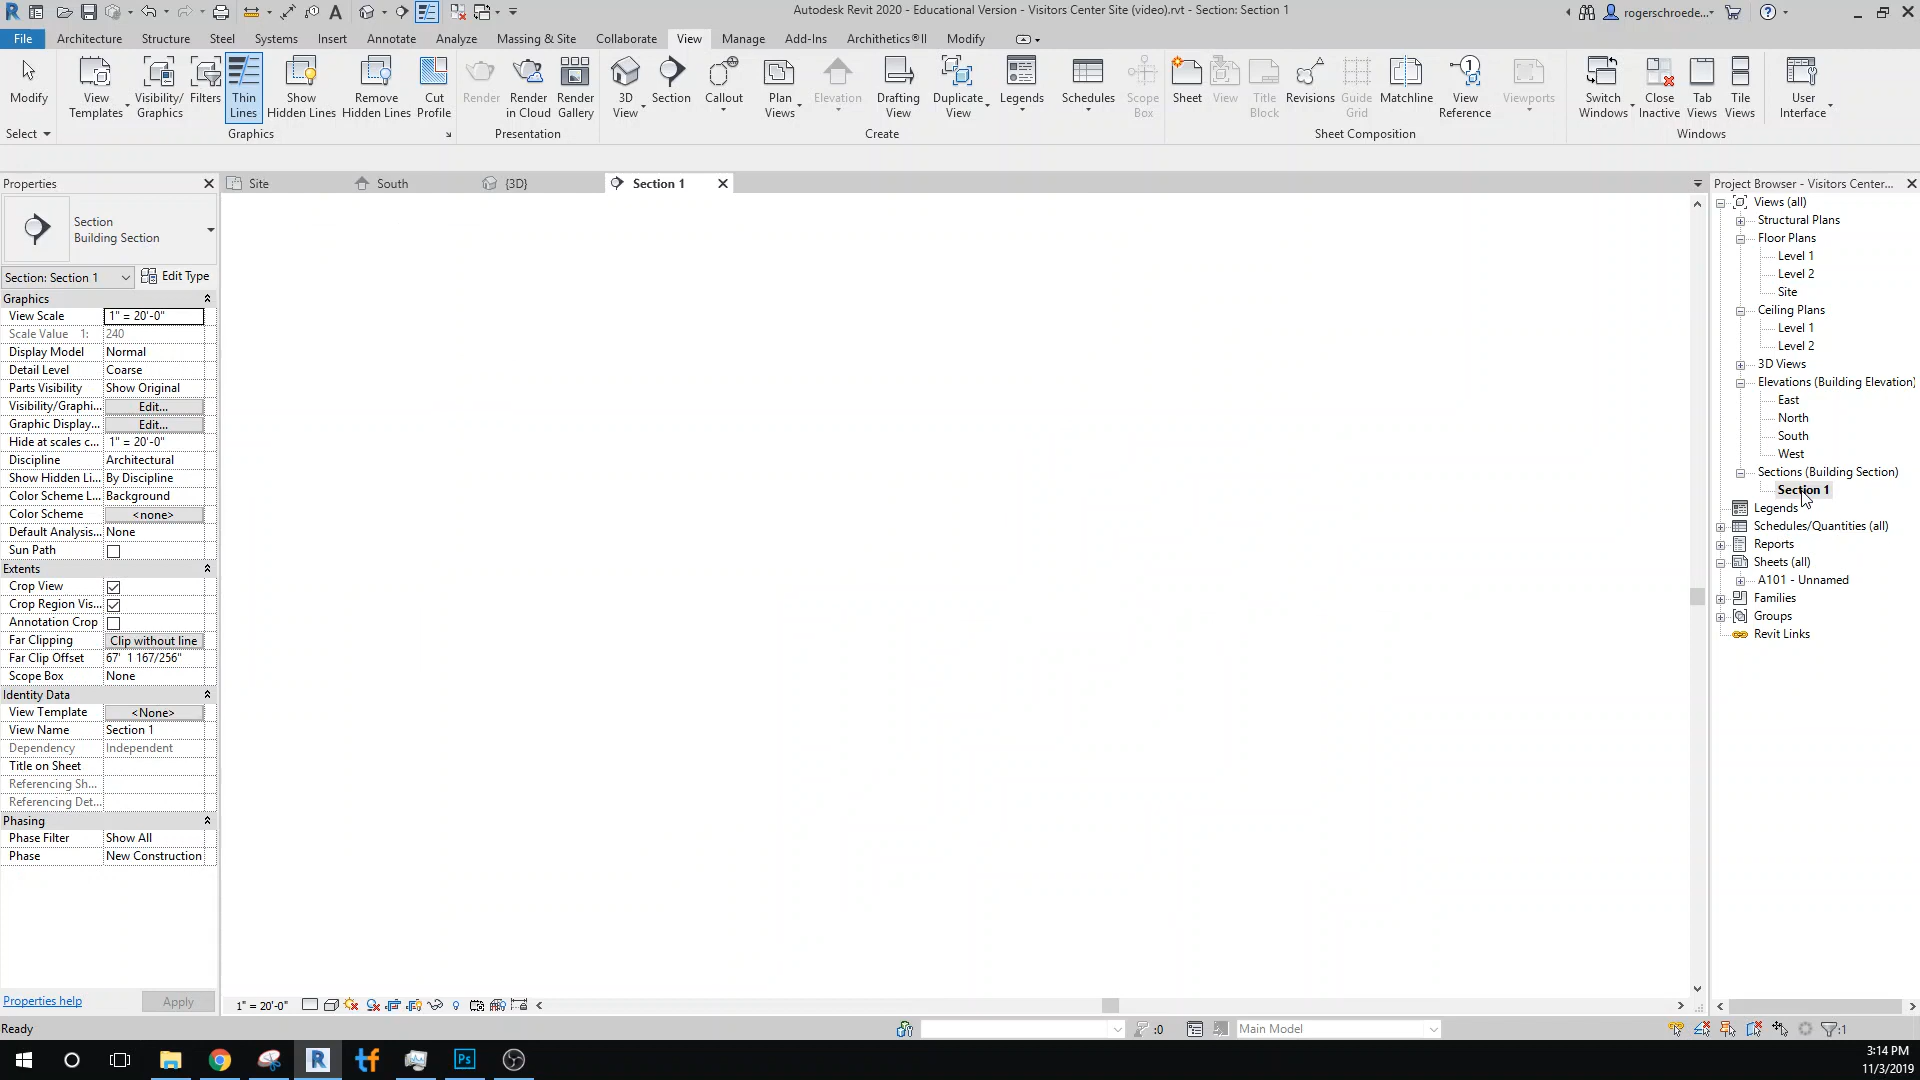 Autodesk Revit 2020 - Educational Version - Visitors Center Site (video).rvt - Section: Section 1
rogerschroede...
File Architecture Structure Steel Systems Insert Annotate Analyze Massing & Site Collaborate View Manage Add-Ins Archithetics®II Modify
Modify
View Templates
Visibility/ Graphics
Filters
Thin Lines
Show Hidden Lines
Remove Hidden Lines
Cut Profile
Render
Render in Cloud
Render Gallery
3D View
Section
Callout
Plan Views
Elevation
Drafting View
Duplicate View
Legends
Schedules
Scope Box
Sheet
View
Title Block
Revisions
Guide Grid
Matchline
View Reference
Viewports
Switch Windows
Close Inactive
Tab Views
Tile Views
User Interface
Select Graphics Presentation Create Sheet Composition Windows
Properties
Site South {3D} Section 1
Section
Building Section
Section: Section 1 Edit Type
Graphics
View Scale 1" = 20'-0"
Scale Value 1: 240
Display Model Normal
Detail Level Coarse
Parts Visibility Show Original
Visibility/Graphi... Edit...
Graphic Display... Edit...
Hide at scales c... 1" = 20'-0"
Discipline Architectural
Show Hidden Li... By Discipline
Color Scheme L... Background
Color Scheme <none>
Default Analysis... None
Sun Path
Extents
Crop View
Crop Region Vis...
Annotation Crop
Far Clipping Clip without line
Far Clip Offset 67' 1 167/256"
Scope Box None
Identity Data
View Template <None>
View Name Section 1
Dependency Independent
Title on Sheet
Referencing Sh...
Referencing Det...
Phasing
Phase Filter Show All
Phase New Construction
Properties help Apply
1" = 20'-0"
Project Browser - Visitors Center...
Views (all)
Structural Plans
Floor Plans
Level 1
Level 2
Site
Ceiling Plans
Level 1
Level 2
3D Views
Elevations (Building Elevation)
East
North
South
West
Sections (Building Section)
Section 1
Legends
Schedules/Quantities (all)
Reports
Sheets (all)
A101 - Unnamed
Families
Groups
Revit Links
Ready :0 Main Model :1
3:14 PM
11/3/2019